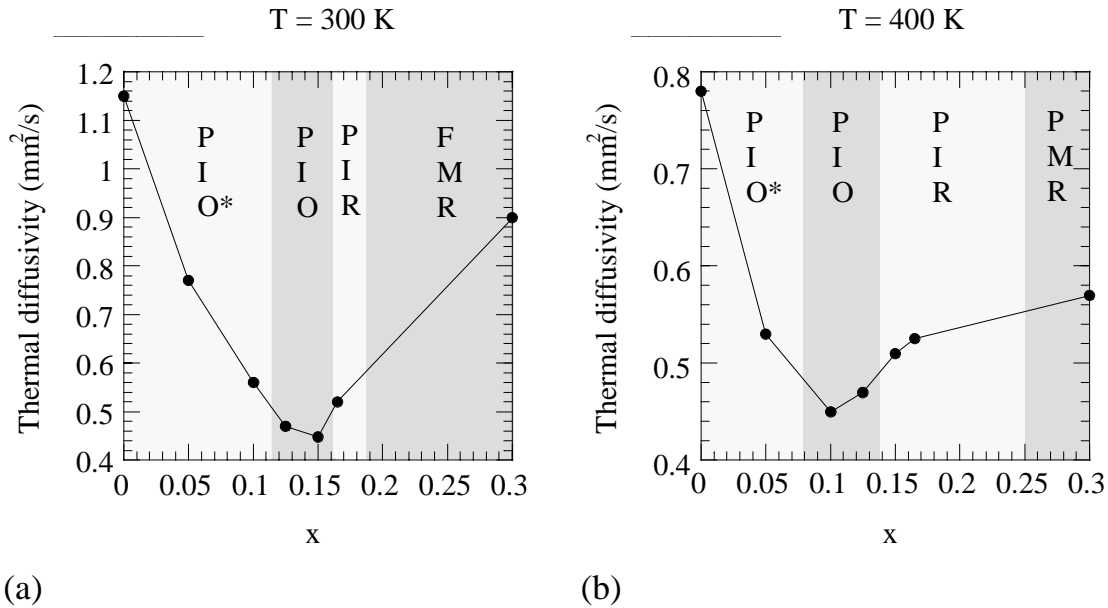 T = 300 K
Thermal diffusivity (mm²/s)
1.2
1.1
1
0.9
0.8
0.7
0.6
0.5
0.4
P
I
O*
P
I
O
P
I
R
F
M
R
0 0.05 0.1 0.15 0.2 0.25 0.3
x
(a)
T = 400 K
Thermal diffusivity (mm²/s)
0.8
0.7
0.6
0.5
0.4
P
I
O*
P
I
O
P
I
R
P
M
R
0 0.05 0.1 0.15 0.2 0.25 0.3
x
(b)